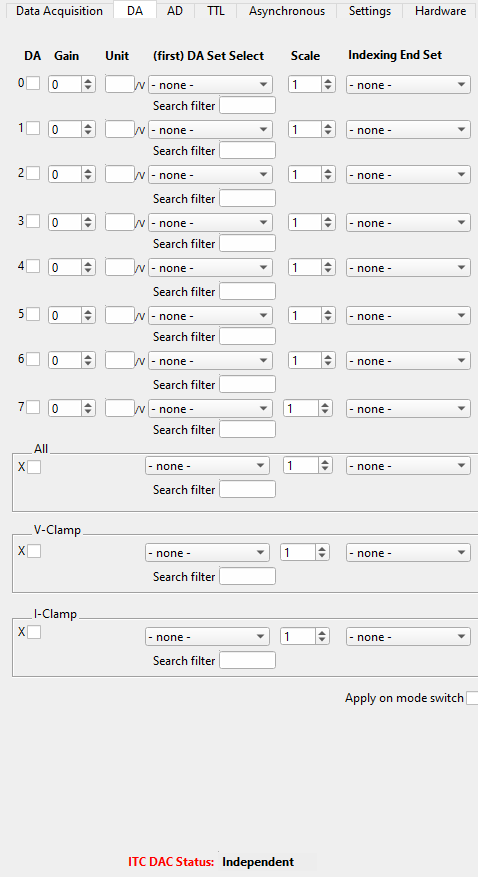 Data Acquisition DA AD TTL Asynchronous Settings Hardware
DA Gain Unit (first) DA Set Select Scale Indexing End Set
0 0 /V - none - 1 - none -
Search filter
1 0 /V - none - 1 - none -
Search filter
2 0 /V - none - 1 - none -
Search filter
3 0 /V - none - 1 - none -
Search filter
4 0 /V - none - 1 - none -
Search filter
5 0 /V - none - 1 - none -
Search filter
6 0 /V - none - 1 - none -
Search filter
7 0 /V - none - 1 - none -
Search filter
All
X - none - 1 - none -
Search filter
V-Clamp
X - none - 1 - none -
Search filter
I-Clamp
X - none - 1 - none -
Search filter
Apply on mode switch
ITC DAC Status: Independent